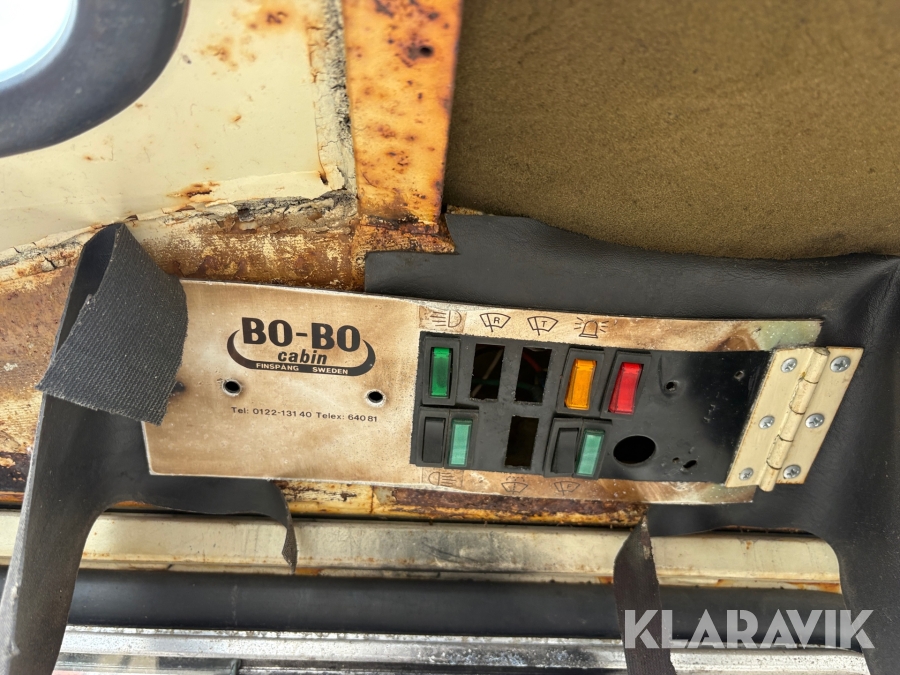 BO-BO
cabin
FINSPÅNG SWEDEN
Tel: 0122-131 40 Telex: 640 81
R
T
KLARAVIK